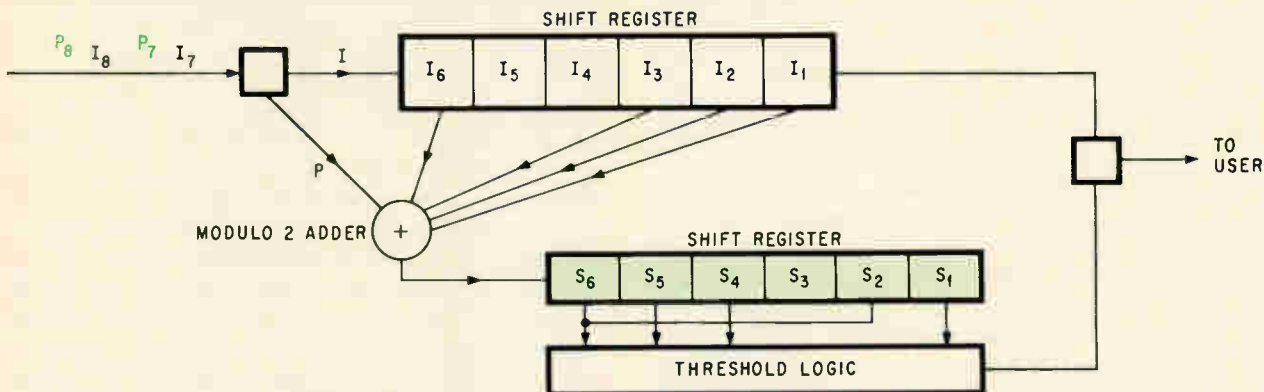 SHIFT REGISTER
P₈ I₈ P₇ I₇
I
I₆ I₅ I₄ I₃ I₂ I₁
P
TO
USER
MODULO 2 ADDER
+
SHIFT REGISTER
S₆ S₅ S₄ S₃ S₂ S₁
THRESHOLD LOGIC